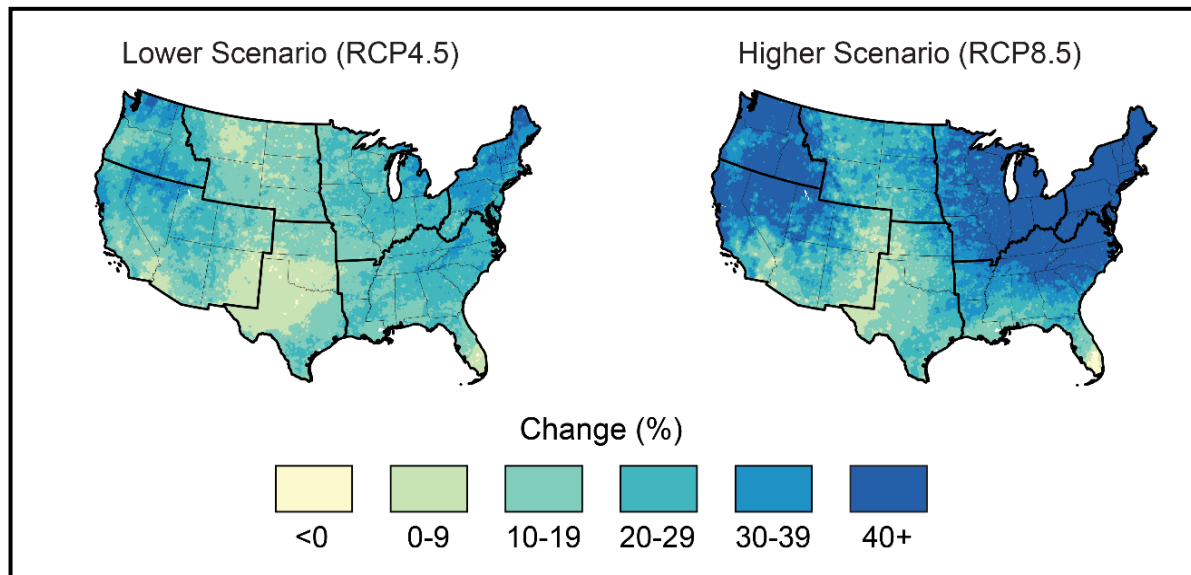 Lower Scenario (RCP4.5) Higher Scenario (RCP8.5)
Change (%)
<0 0-9 10-19 20-29 30-39 40+